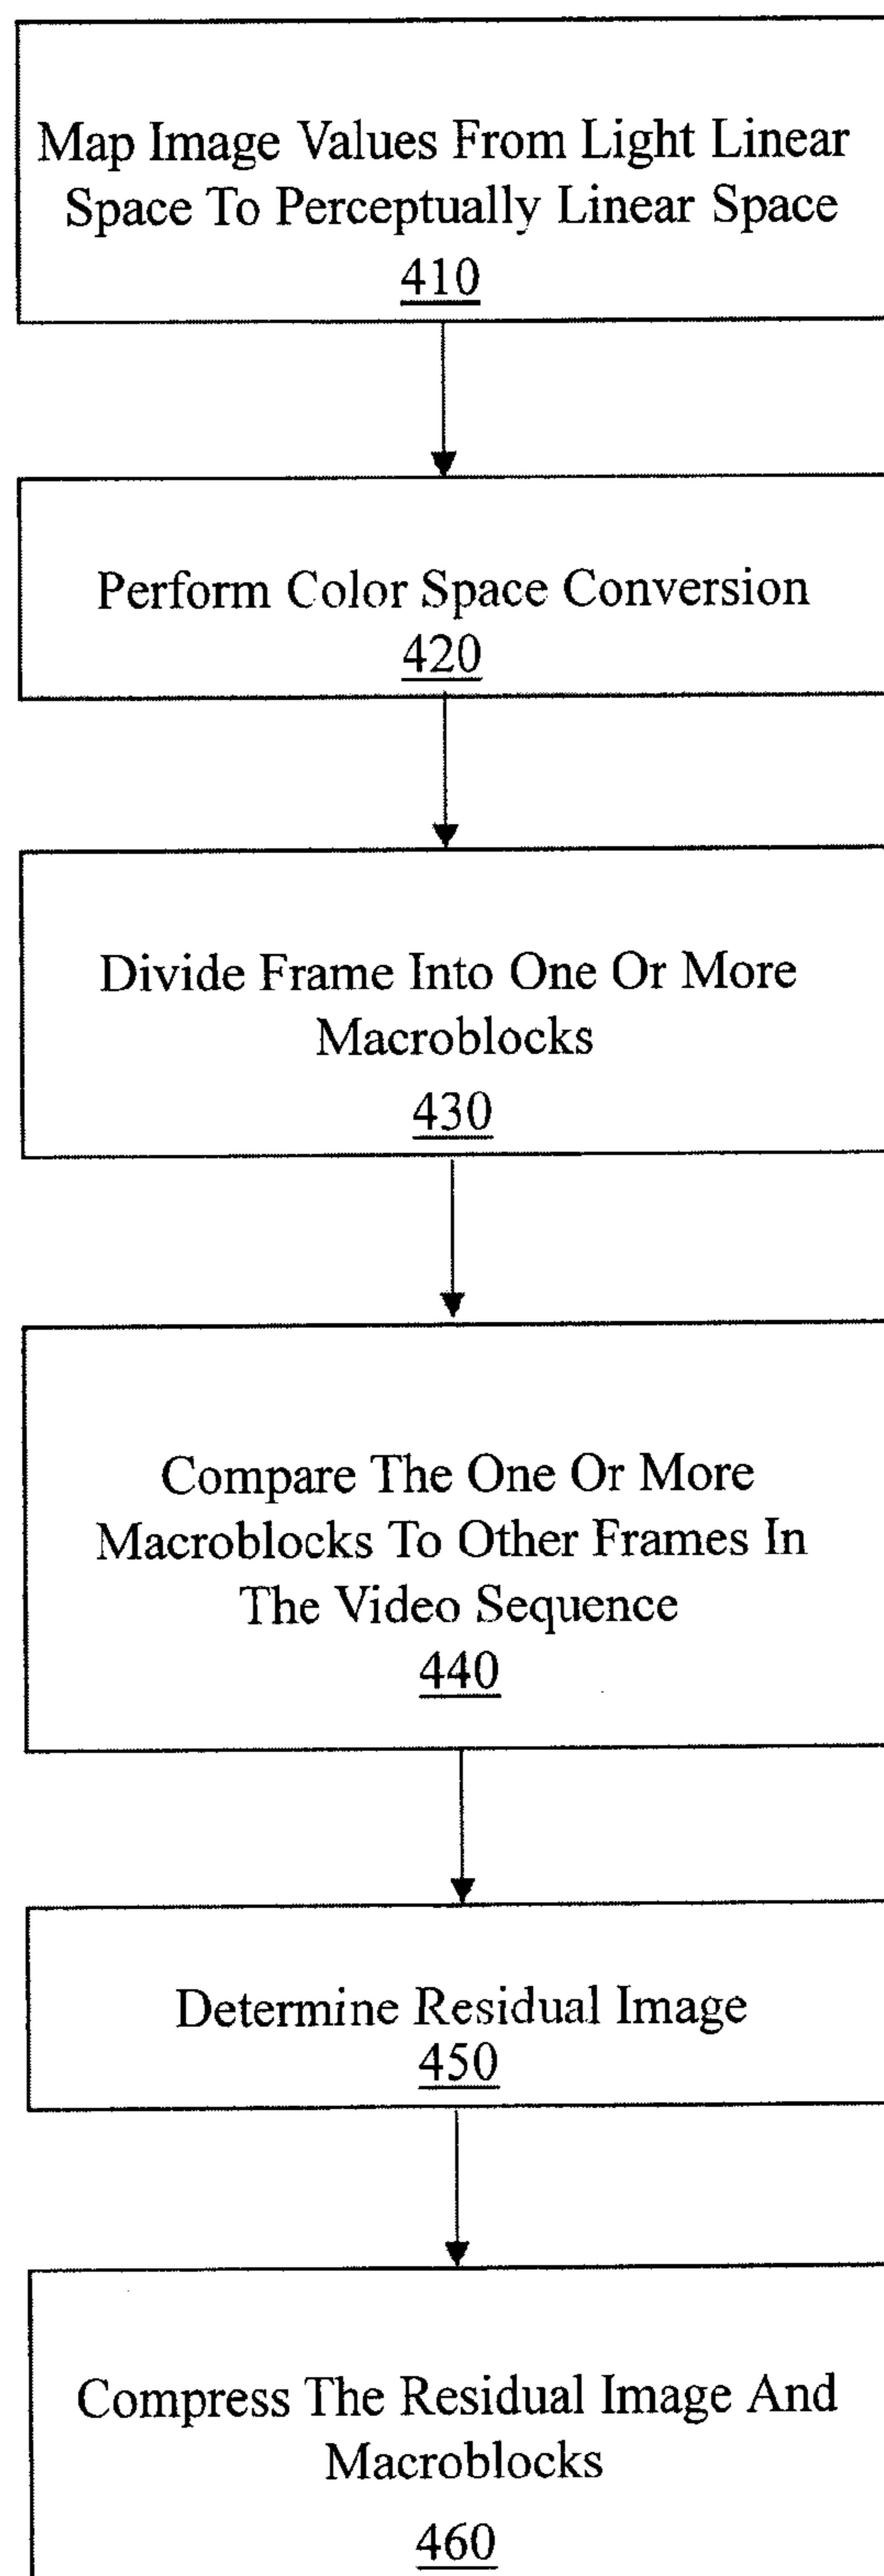 Map Image Values From Light Linear
Space To Perceptually Linear Space
410
Perform Color Space Conversion
420
Divide Frame Into One Or More
Macroblocks
430
Compare The One Or More
Macroblocks To Other Frames In
The Video Sequence
440
Determine Residual Image
450
Compress The Residual Image And
Macroblocks
460